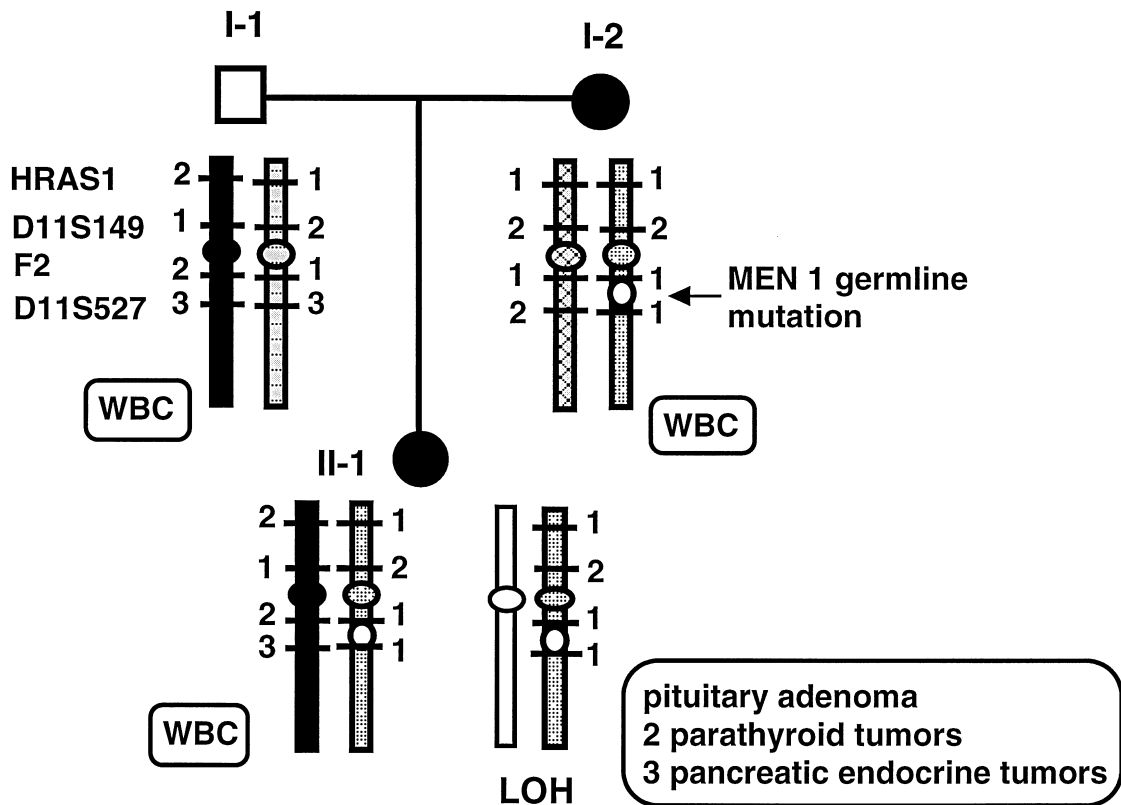 I-1
I-2
HRAS1 2 1 1 1
D11S149 1 2 2 2
F2 2 1 1 1
D11S527 3 3 2 1
MEN 1 germline
mutation
WBC
WBC
II-1
2 1 1
1 2 2
2 1 1
3 1 1
WBC
LOH
pituitary adenoma
2 parathyroid tumors
3 pancreatic endocrine tumors